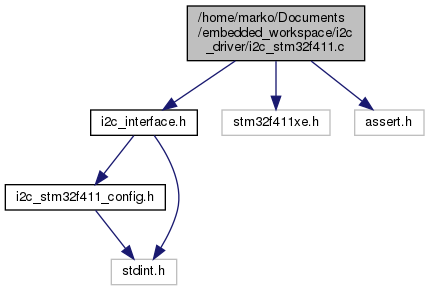 /home/marko/Documents
/embedded_workspace/i2c
_driver/i2c_stm32f411.c
i2c_interface.h
stm32f411xe.h
assert.h
i2c_stm32f411_config.h
stdint.h